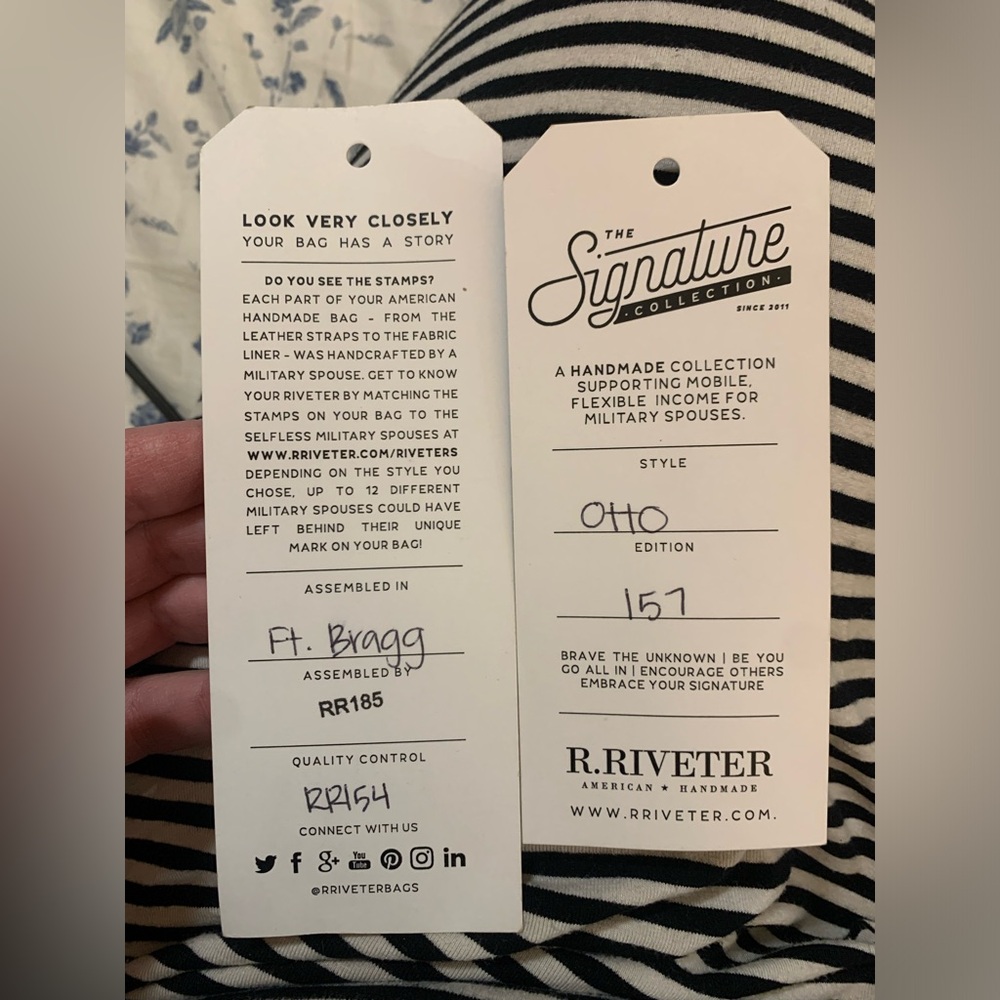 LOOK VERY CLOSELY
YOUR BAG HAS A STORY
DO YOU SEE THE STAMPS?
EACH PART OF YOUR AMERICAN
HANDMADE BAG - FROM THE
LEATHER STRAPS TO THE FABRIC
LINER - WAS HANDCRAFTED BY A
MILITARY SPOUSE. GET TO KNOW
YOUR RIVETER BY MATCHING THE
STAMPS ON YOUR BAG TO THE
SELFLESS MILITARY SPOUSES AT
WWW.RRIVETER.COM/RIVETERS
DEPENDING ON THE STYLE YOU
CHOSE, UP TO 12 DIFFERENT
MILITARY SPOUSES COULD HAVE
LEFT BEHIND THEIR UNIQUE
MARK ON YOUR BAG!
ASSEMBLED IN
Ft. Bragg
ASSEMBLED BY
RR185
QUALITY CONTROL
RR154
CONNECT WITH US
f g+ You Tube in
@RRIVETERBAGS
THE
Signature
·COLLECTION·
SINCE 2011
A HANDMADE COLLECTION
SUPPORTING MOBILE,
FLEXIBLE INCOME FOR
MILITARY SPOUSES.
STYLE
OTTO
EDITION
157
BRAVE THE UNKNOWN | BE YOU
GO ALL IN | ENCOURAGE OTHERS
EMBRACE YOUR SIGNATURE
R.RIVETER
AMERICAN ★ HANDMADE
WWW.RRIVETER.COM.